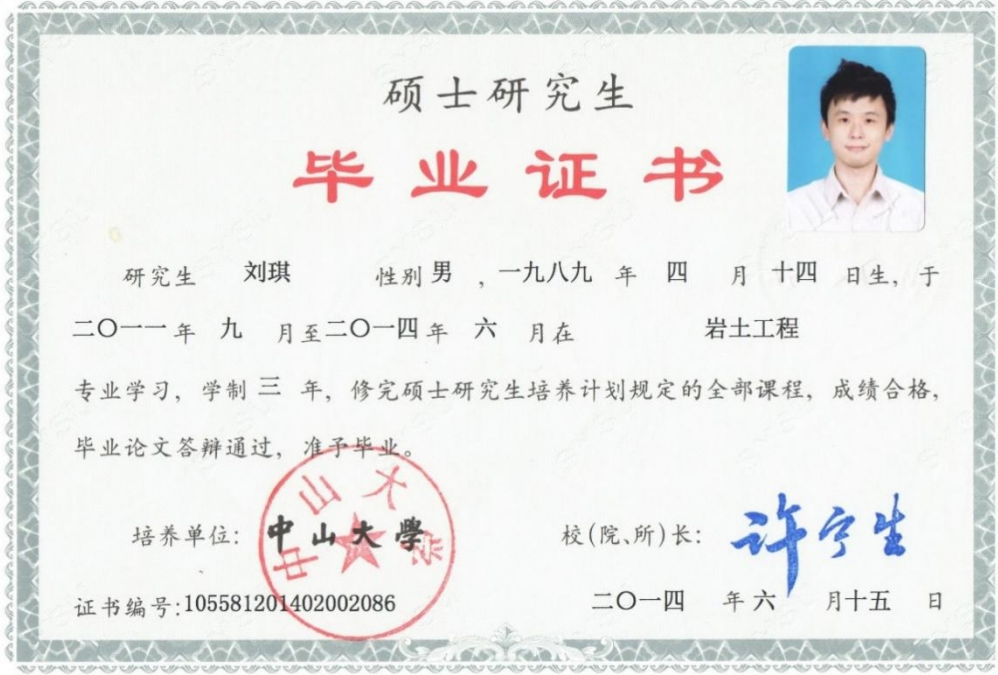 硕士研究生
毕业证书
研究生 刘琪 性别 男 ，一九八九 年 四 月 十四 日生，于
二〇一一 年 九 月至二〇一四 年 六 月在 岩土工程
专业学习，学制 三 年，修完硕士研究生培养计划规定的全部课程，成绩合格，
毕业论文答辩通过，准予毕业。
中山大学
培养单位：中山大學 校(院、所)长：许宁生
证书编号:105581201402002086 二〇一四 年 六 月十五 日